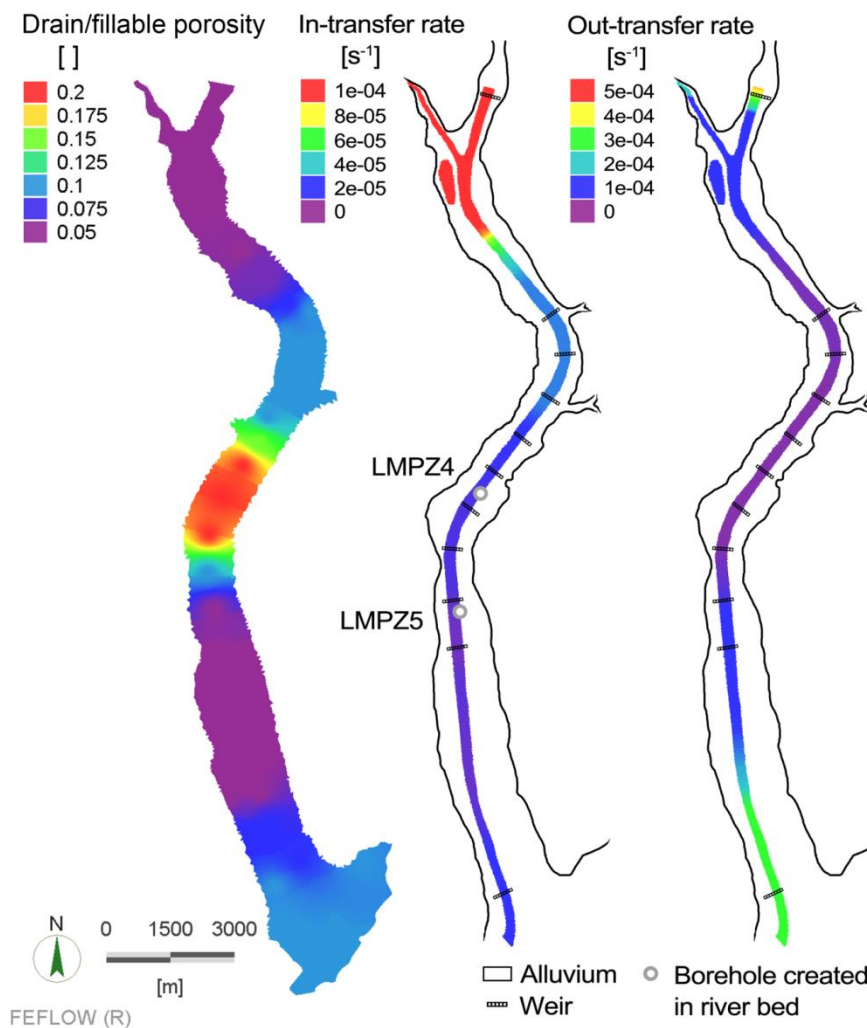 Drain/fillable porosity
[ ]
0.2
0.175
0.15
0.125
0.1
0.075
0.05
In-transfer rate
[s⁻¹]
1e-04
8e-05
6e-05
4e-05
2e-05
0
Out-transfer rate
[s⁻¹]
5e-04
4e-04
3e-04
2e-04
1e-04
0
LMPZ4
LMPZ5
N
0 1500 3000
[m]
FEFLOW (R)
Alluvium
Weir
Borehole created
in river bed